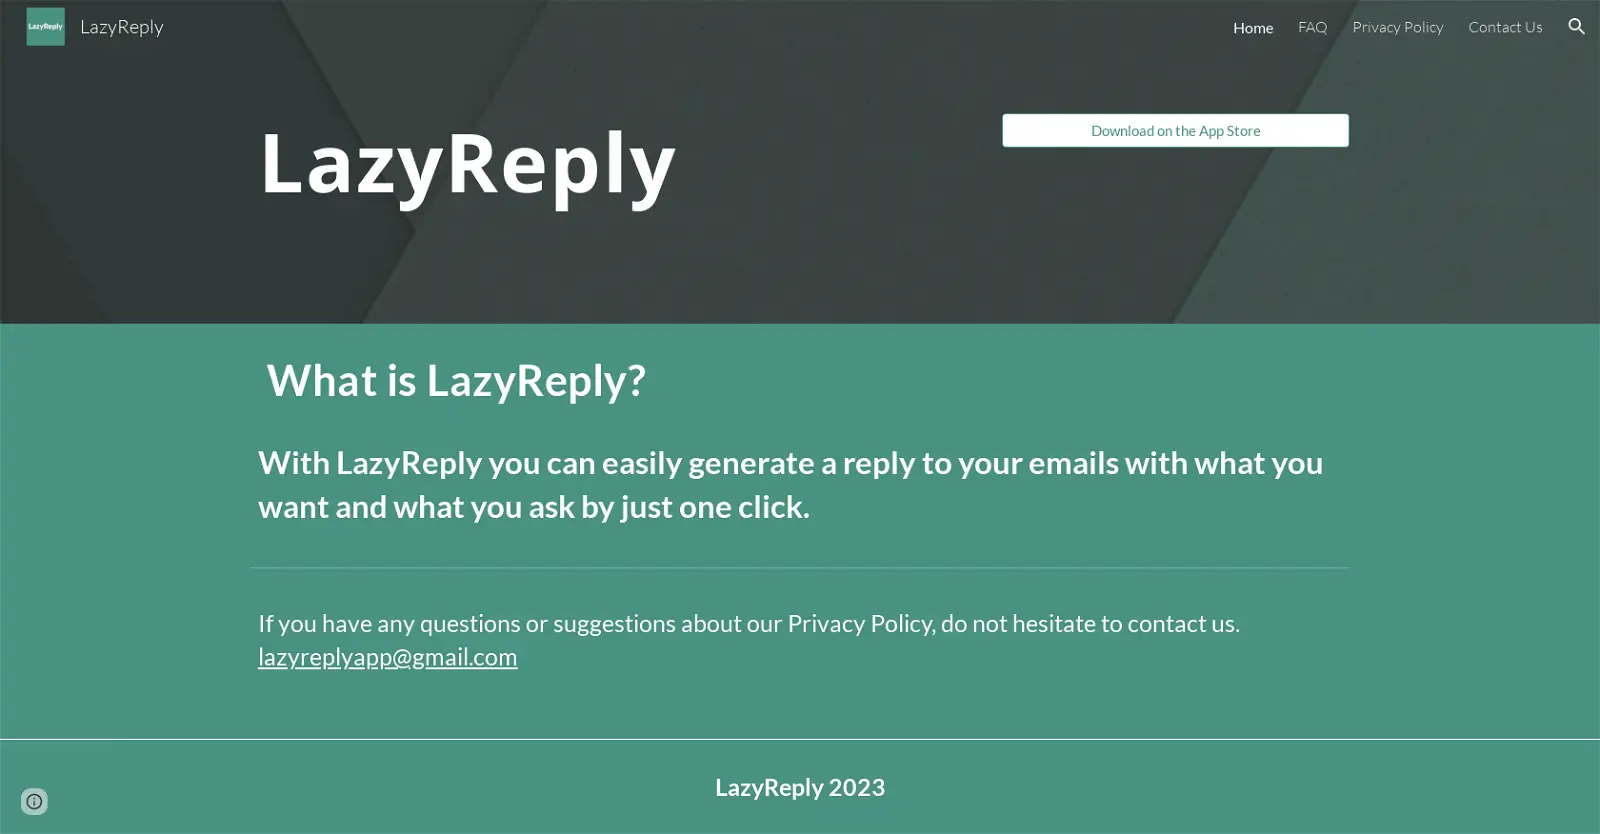 LazyReply
LazyReply
Home
FAQ
Privacy Policy
Contact Us
LazyReply
Download on the App Store
What is LazyReply?
With LazyReply you can easily generate a reply to your emails with what you
want and what you ask by just one click.
If you have any questions or suggestions about our Privacy Policy, do not hesitate to contact us.
lazyreplyapp@gmail.com
LazyReply 2023